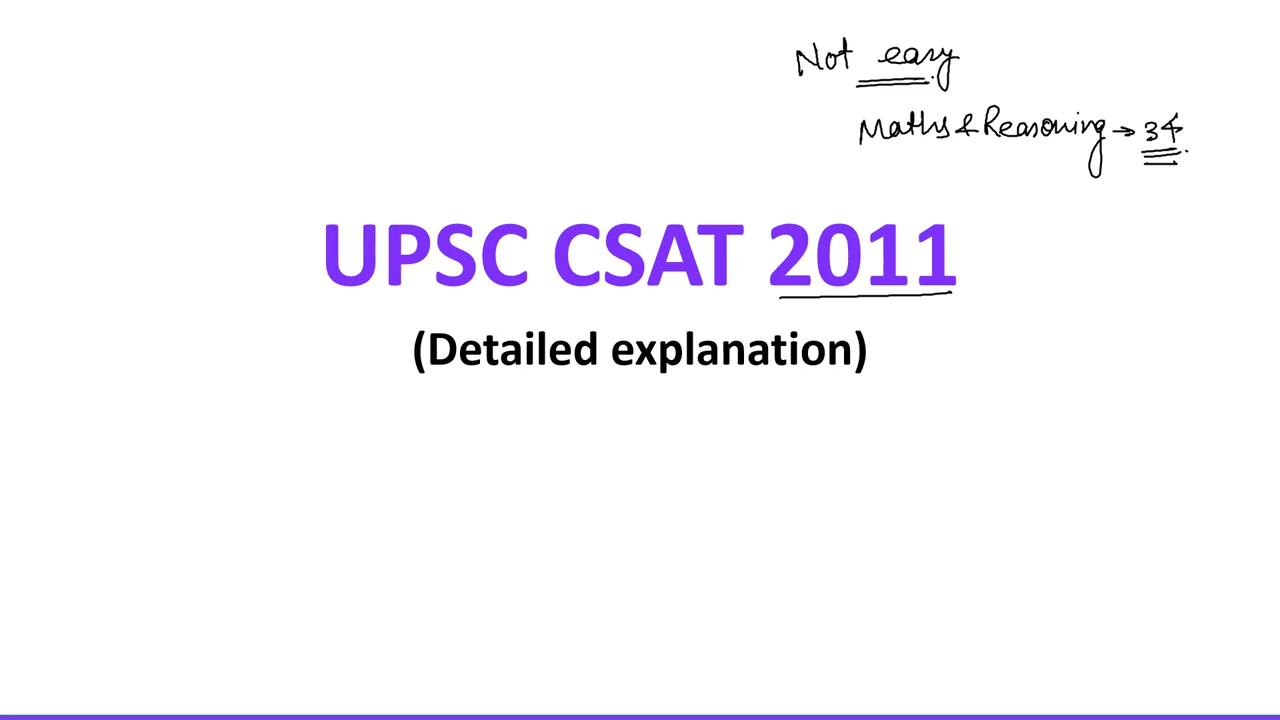 Not easy
Maths & Reasoning → 34
UPSC CSAT 2011
(Detailed explanation)